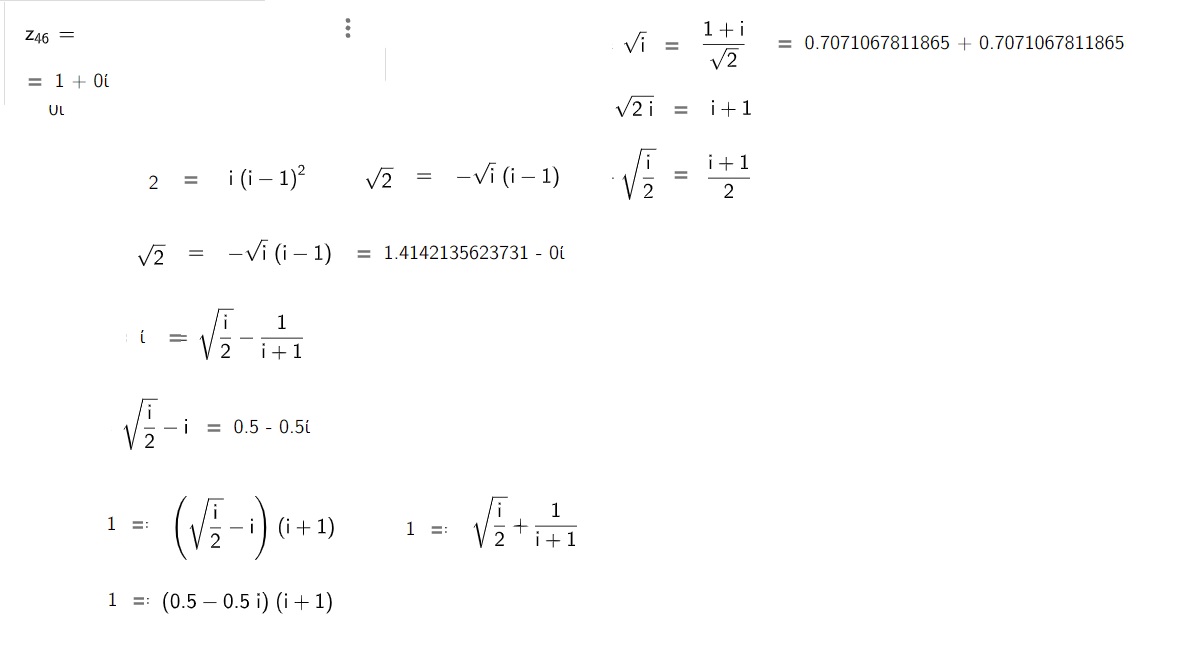 z₄₆ =
= 1 + 0ί
0ί
√i = (1 + i)/√2 = 0.7071067811865 + 0.7071067811865
√(2 i) = i + 1
√(i/2) = (i + 1)/2
2 = i (i − 1)²
√2 = −√i (i − 1)
√2 = −√i (i − 1) = 1.4142135623731 - 0ί
ί = √(i/2) − 1/(i + 1)
√(i/2) − i = 0.5 - 0.5ί
1 =: (√(i/2) − i) (i + 1)
1 =: √(i/2) + 1/(i + 1)
1 =: (0.5 − 0.5 i) (i + 1)